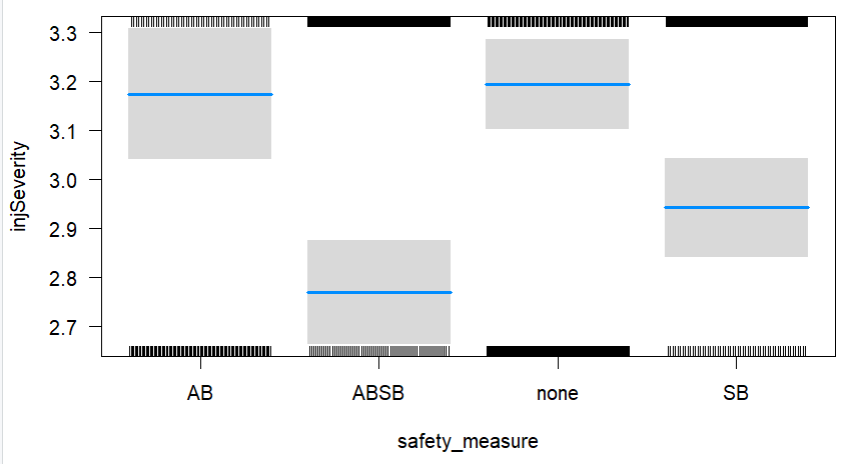 injSeverity
3.3
3.2
3.1
3.0
2.9
2.8
2.7
AB ABSB none SB
safety_measure